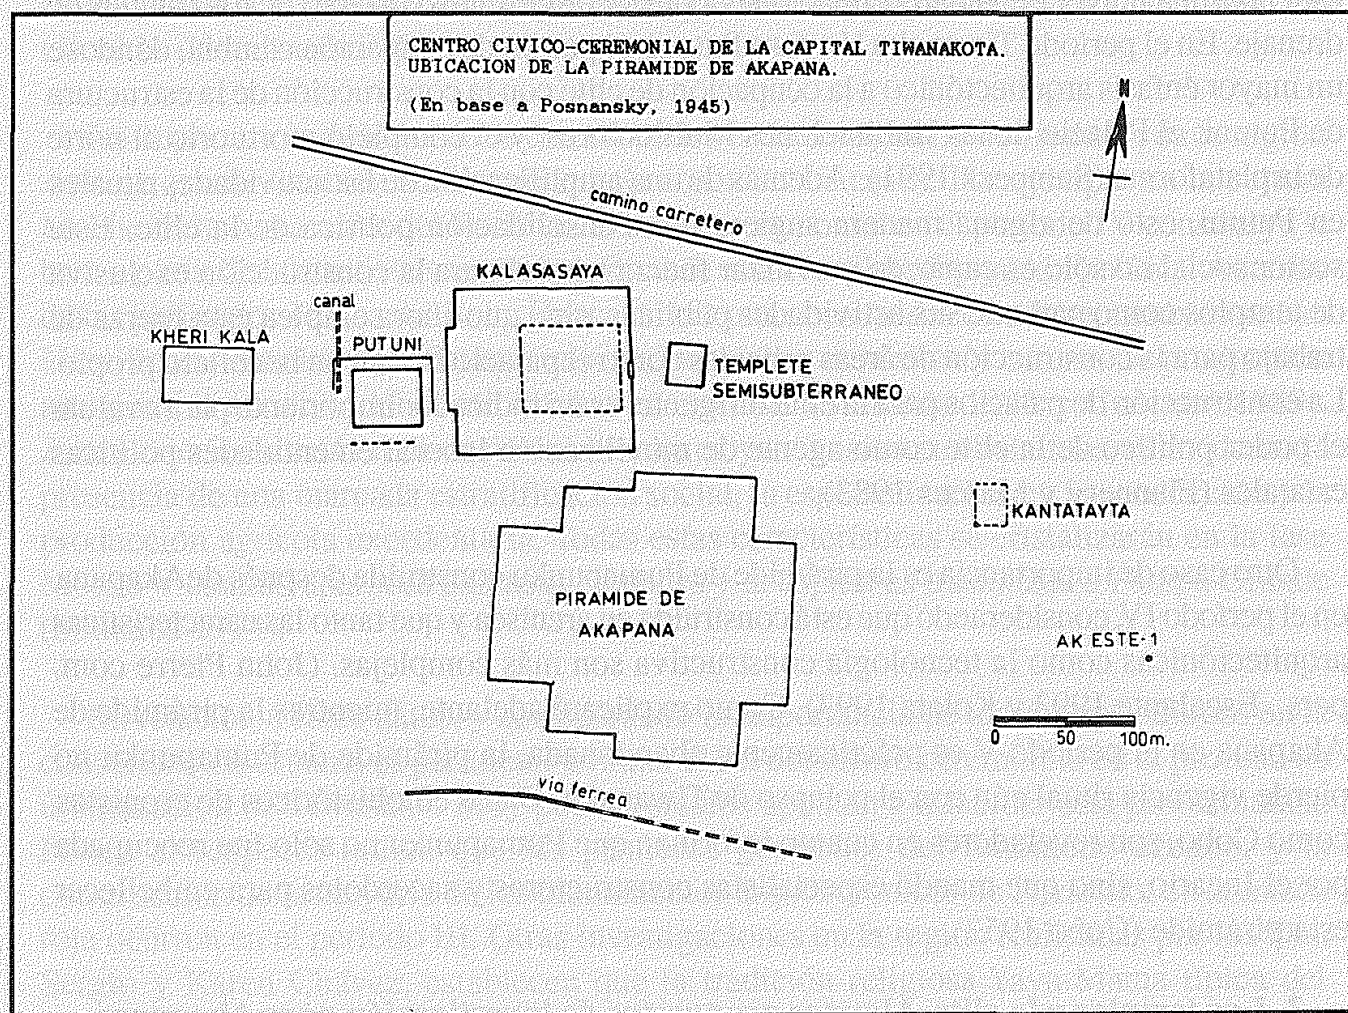 CENTRO CIVICO-CEREMONIAL DE LA CAPITAL TIWANAKOTA.
UBICACION DE LA PIRAMIDE DE AKAPANA.
(En base a Posnansky, 1945)
N
camino carretero
KALASASAYA
canal
KHERI KALA
PUTUNI
TEMPLETE
SEMISUBTERRANEO
KANTATAYTA
PIRAMIDE DE
AKAPANA
AK ESTE-1
0 50 100m.
via ferrea